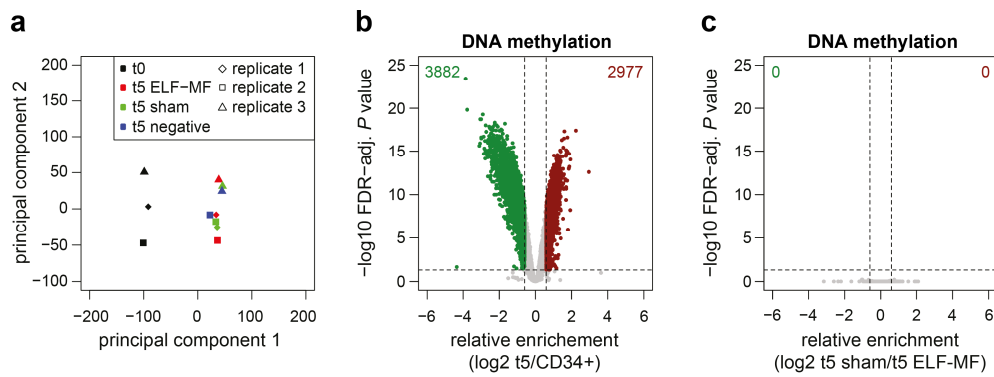 a
200
150
100
50
0
−50
−100
−200
−100
0
100
200
principal component 2
principal component 1
t0
t5 ELF−MF
t5 sham
t5 negative
replicate 1
replicate 2
replicate 3
b
DNA methylation
3882
2977
25
20
15
10
5
0
−6
−4
−2
0
2
4
6
−log10 FDR−adj. P value
relative enrichment
(log2 t5/CD34+)
c
DNA methylation
0
0
25
20
15
10
5
0
−6
−4
−2
0
2
4
6
−log10 FDR−adj. P value
relative enrichment
(log2 t5 sham/t5 ELF-MF)